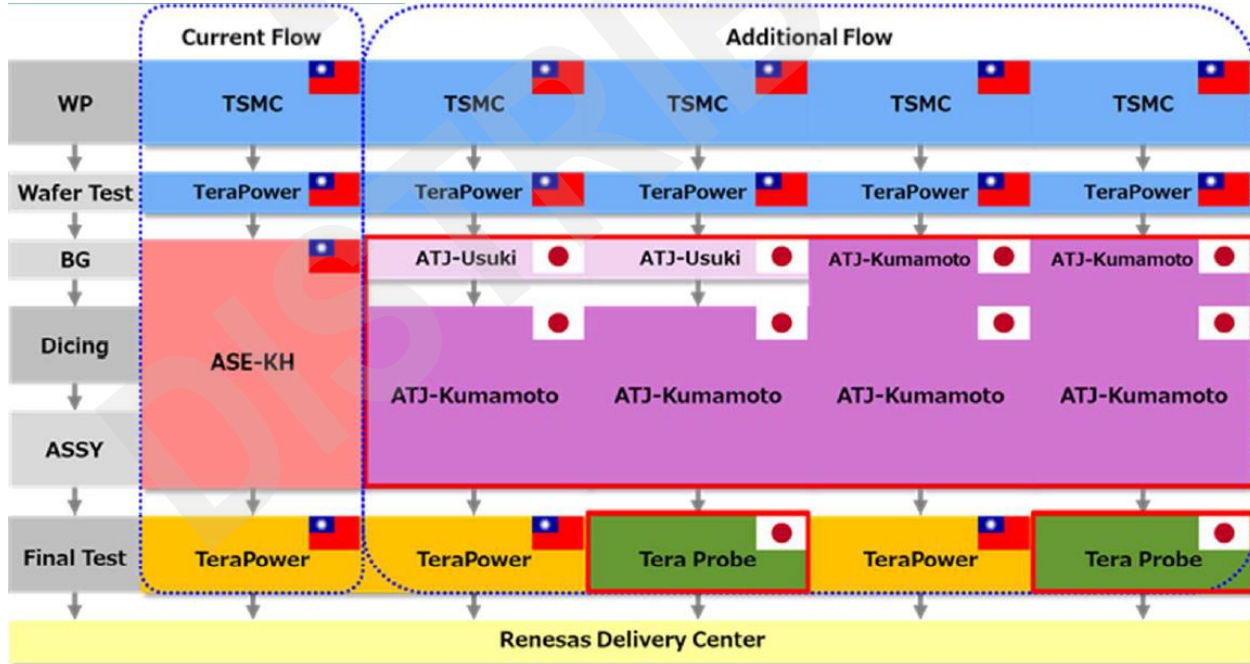 Current Flow Additional Flow
WP TSMC TSMC TSMC TSMC TSMC
Wafer Test TeraPower TeraPower TeraPower TeraPower TeraPower
BG ATJ-Usuki ATJ-Usuki ATJ-Kumamoto ATJ-Kumamoto
Dicing
ASE-KH
ATJ-Kumamoto ATJ-Kumamoto ATJ-Kumamoto ATJ-Kumamoto
ASSY
Final Test TeraPower TeraPower Tera Probe TeraPower Tera Probe
Renesas Delivery Center
DISTRIB